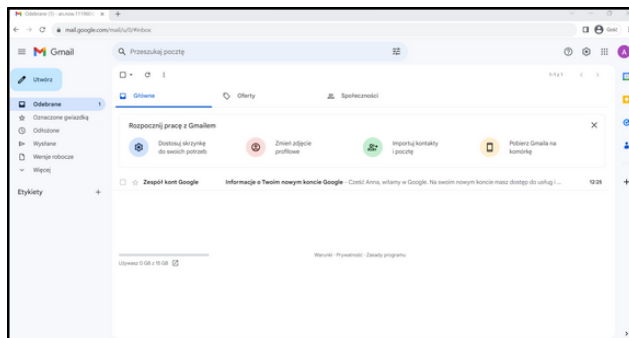 Odebrane (1)
mail.google.com/mail/u/0/#inbox
Gość
Gmail
Przeszukaj pocztę
A
Utwórz
Odebrane 1
Oznaczone gwiazdką
Odłożone
Wysłane
Wersje robocze
Więcej
Etykiety +
1-1 z 1
Główne
Oferty
Społeczności
Rozpocznij pracę z Gmailem
Dostosuj skrzynkę
do swoich potrzeb
Zmień zdjęcie
profilowe
Importuj kontakty
i pocztę
Pobierz Gmaila na
komórkę
Zespół kont Google Informacje o Twoim nowym koncie Google - Cześć Anna, witamy w Google. Na swoim nowym koncie masz dostęp do usług i ... 12:25
Używasz 0 GB z 15 GB
Warunki · Prywatność · Zasady programu